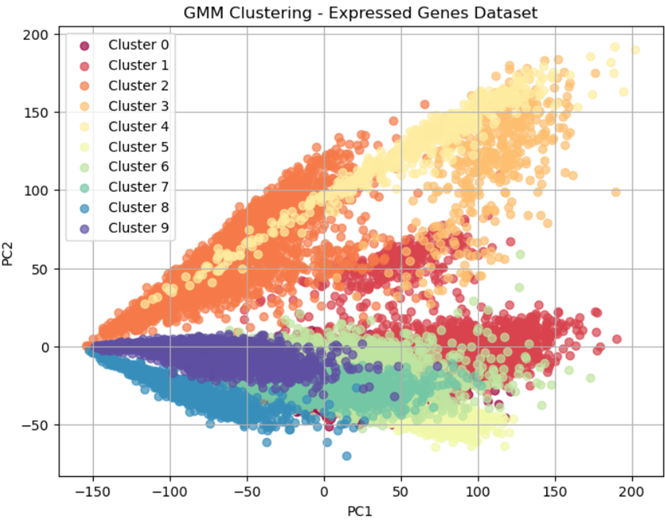 GMM Clustering - Expressed Genes Dataset
200
150
100
50
0
−50
PC2
Cluster 0
Cluster 1
Cluster 2
Cluster 3
Cluster 4
Cluster 5
Cluster 6
Cluster 7
Cluster 8
Cluster 9
−150 −100 −50 0 50 100 150 200
PC1